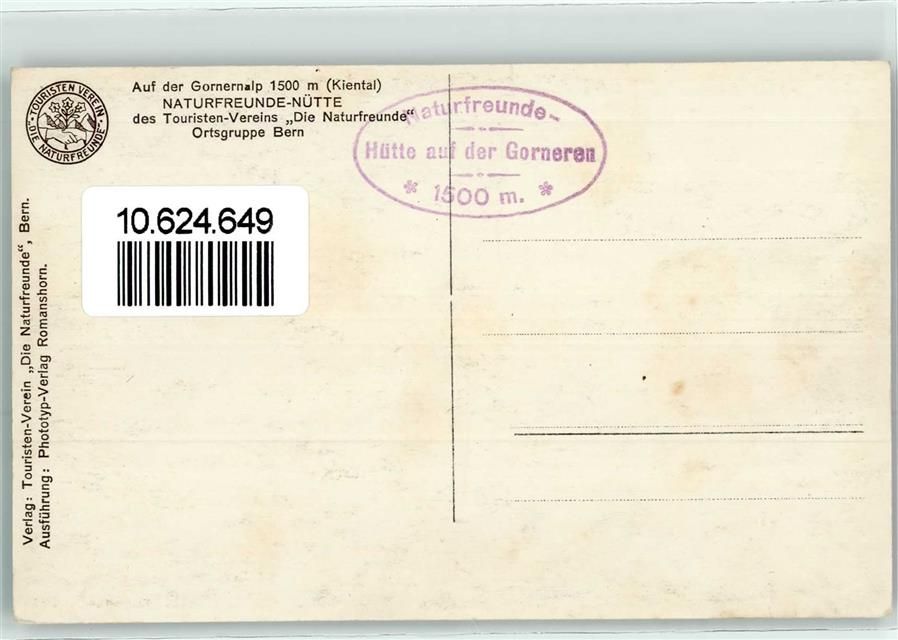 TOURISTEN VEREIN
"DIE NATURFREUNDE"
Auf der Gornernalp 1500 m (Kiental)
NATURFREUNDE-NÜTTE
des Touristen-Vereins „Die Naturfreunde“
Ortsgruppe Bern
Naturfreunde-
Hütte auf der Gorneren
* 1500 m. *
10.624.649
Verlag: Touristen-Verein „Die Naturfreunde“, Bern.
Ausführung: Phototyp-Verlag Romanshorn.